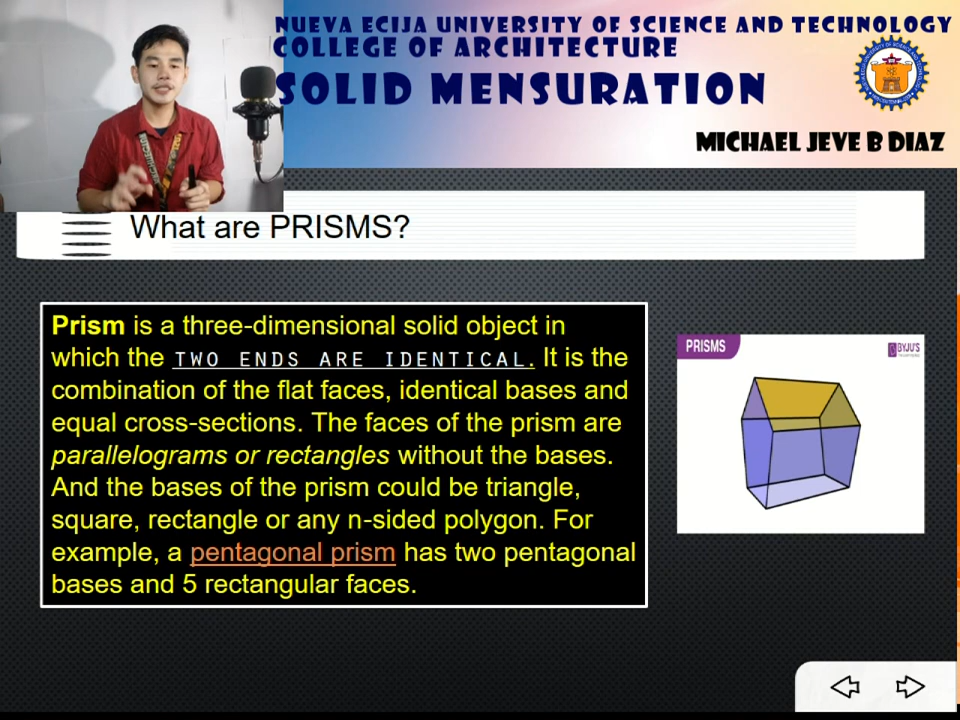 NUEVA ECIJA UNIVERSITY OF SCIENCE AND TECHNOLOGY
COLLEGE OF ARCHITECTURE
SOLID MENSURATION
MICHAEL JEVE B DIAZ
What are PRISMS?
Prism is a three-dimensional solid object in
which the TWO ENDS ARE IDENTICAL. It is the
combination of the flat faces, identical bases and
equal cross-sections. The faces of the prism are
parallelograms or rectangles without the bases.
And the bases of the prism could be triangle,
square, rectangle or any n-sided polygon. For
example, a pentagonal prism has two pentagonal
bases and 5 rectangular faces.
PRISMS
BYJU'S